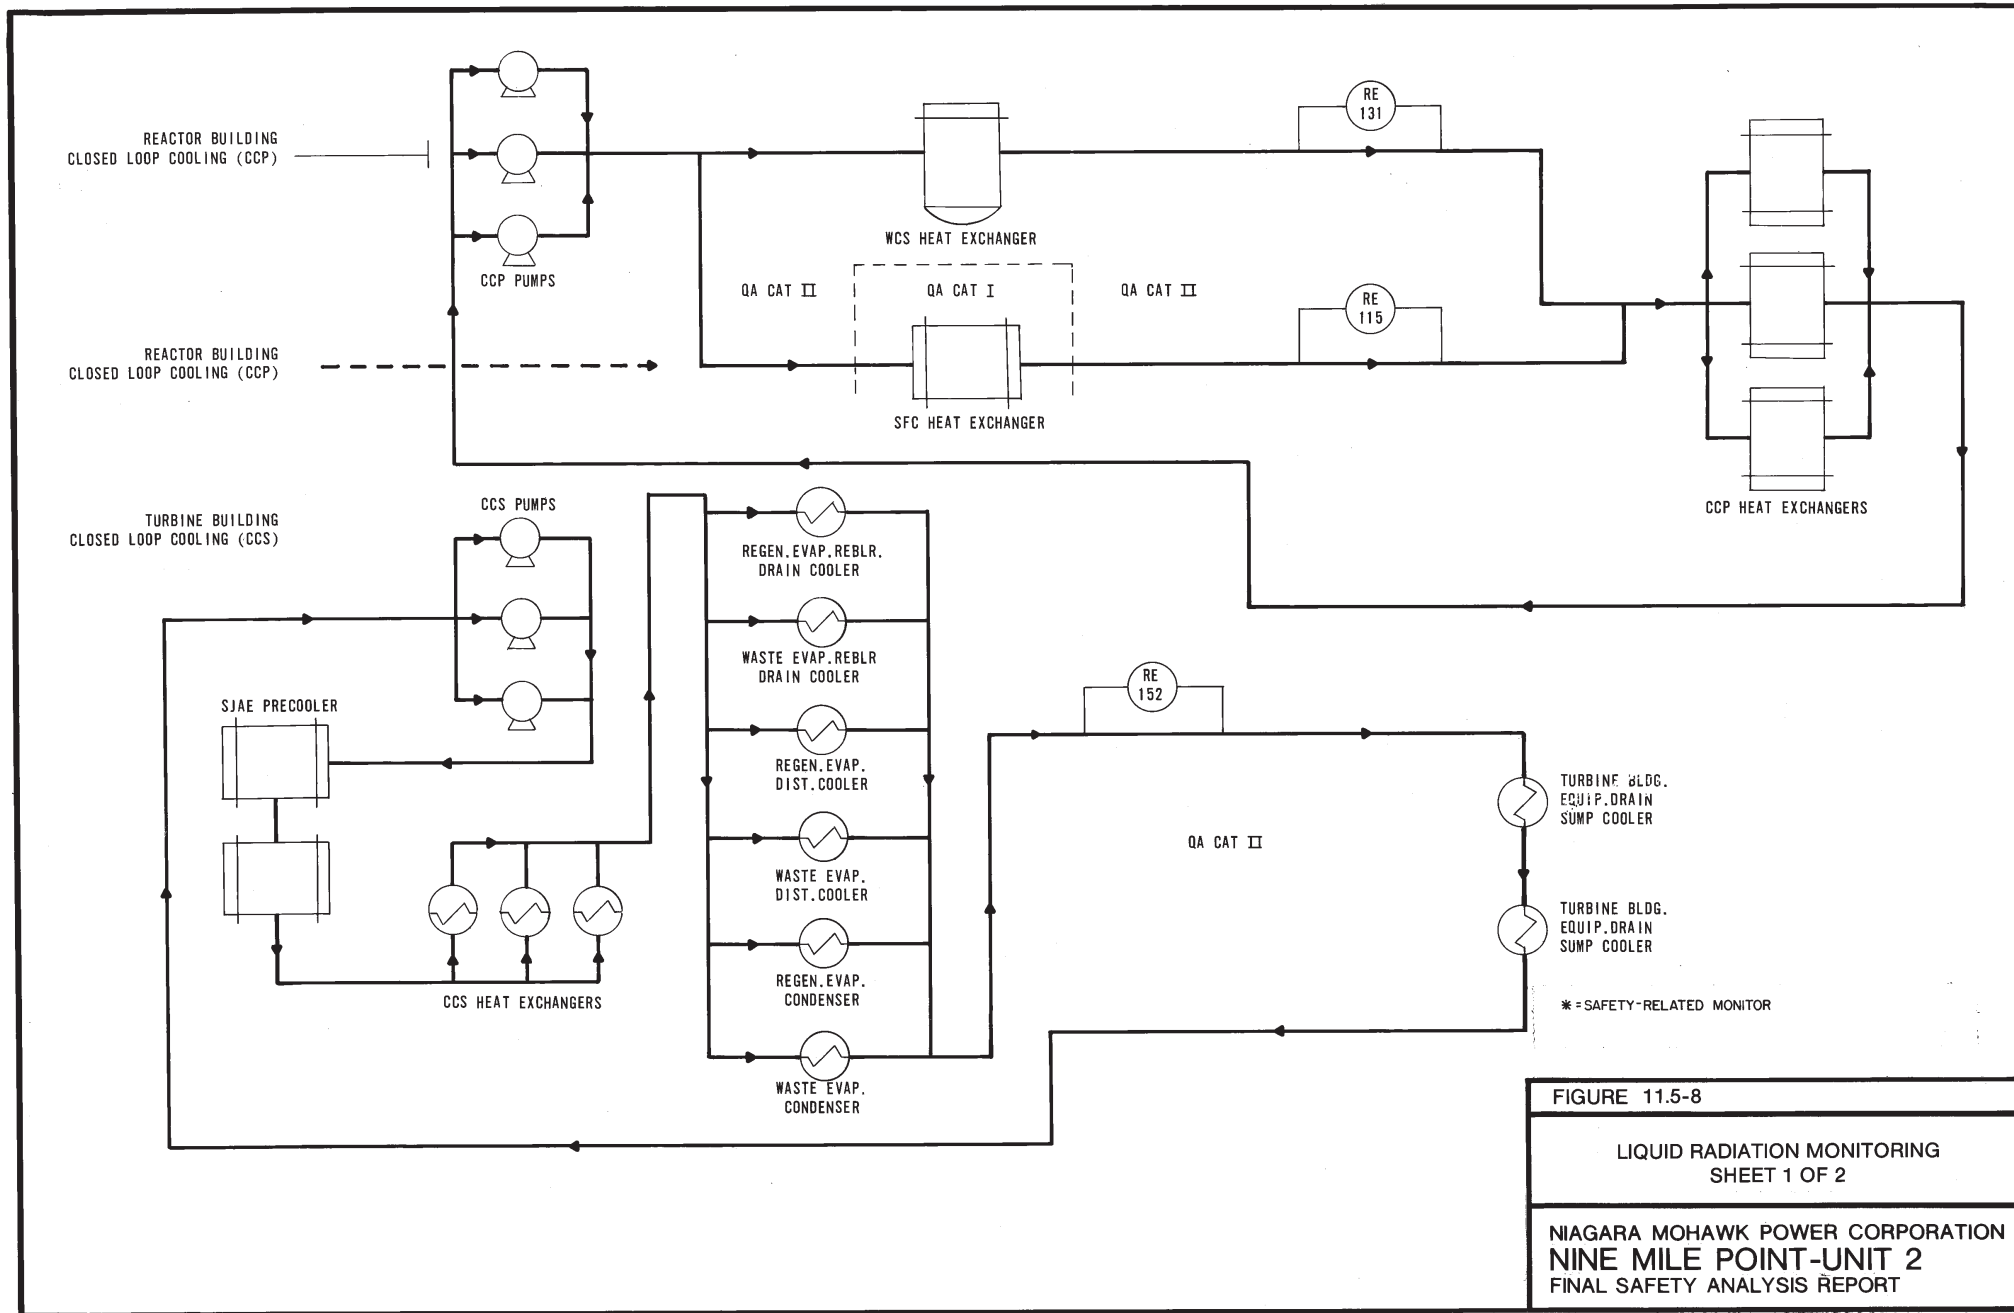 REACTOR BUILDING
CLOSED LOOP COOLING (CCP)
CCP PUMPS
RE
131
WCS HEAT EXCHANGER
QA CAT II
QA CAT I
QA CAT II
RE
115
REACTOR BUILDING
CLOSED LOOP COOLING (CCP)
SFC HEAT EXCHANGER
CCP HEAT EXCHANGERS
TURBINE BUILDING
CLOSED LOOP COOLING (CCS)
CCS PUMPS
SJAE PRECOOLER
CCS HEAT EXCHANGERS
REGEN.EVAP.REBLR.
DRAIN COOLER
WASTE EVAP.REBLR
DRAIN COOLER
REGEN.EVAP.
DIST.COOLER
WASTE EVAP.
DIST.COOLER
REGEN.EVAP.
CONDENSER
WASTE EVAP.
CONDENSER
RE
152
QA CAT II
TURBINE BLDG.
EQUIP.DRAIN
SUMP COOLER
TURBINE BLDG.
EQUIP.DRAIN
SUMP COOLER
* = SAFETY-RELATED MONITOR
FIGURE 11.5-8
LIQUID RADIATION MONITORING
SHEET 1 OF 2
NIAGARA MOHAWK POWER CORPORATION
NINE MILE POINT-UNIT 2
FINAL SAFETY ANALYSIS REPORT